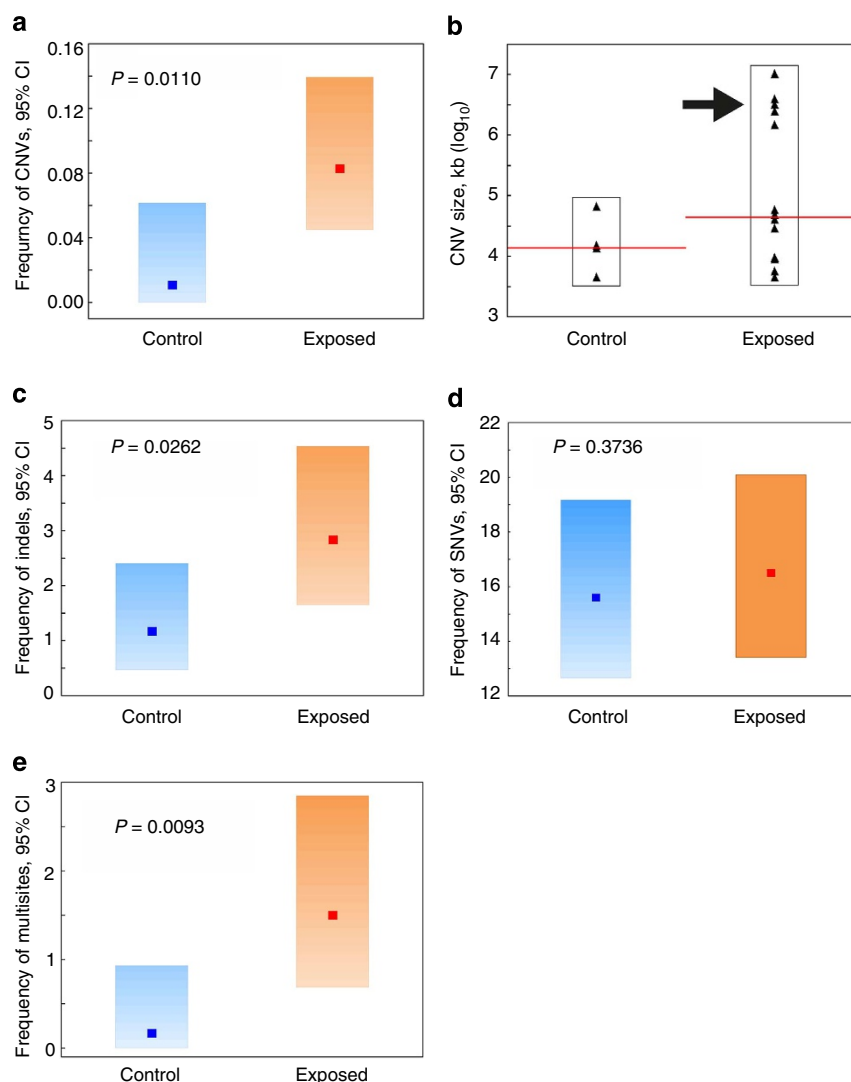 a
Frequrncy of CNVs, 95% CI
0.16
0.12
0.08
0.04
0.00
P = 0.0110
Control
Exposed
b
CNV size, kb (log10)
7
6
5
4
3
Control
Exposed
c
Frequency of indels, 95% CI
5
4
3
2
1
0
P = 0.0262
Control
Exposed
d
Frequency of SNVs, 95% CI
22
20
18
16
14
12
P = 0.3736
Control
Exposed
e
Frequency of multisites, 95% CI
3
2
1
0
P = 0.0093
Control
Exposed